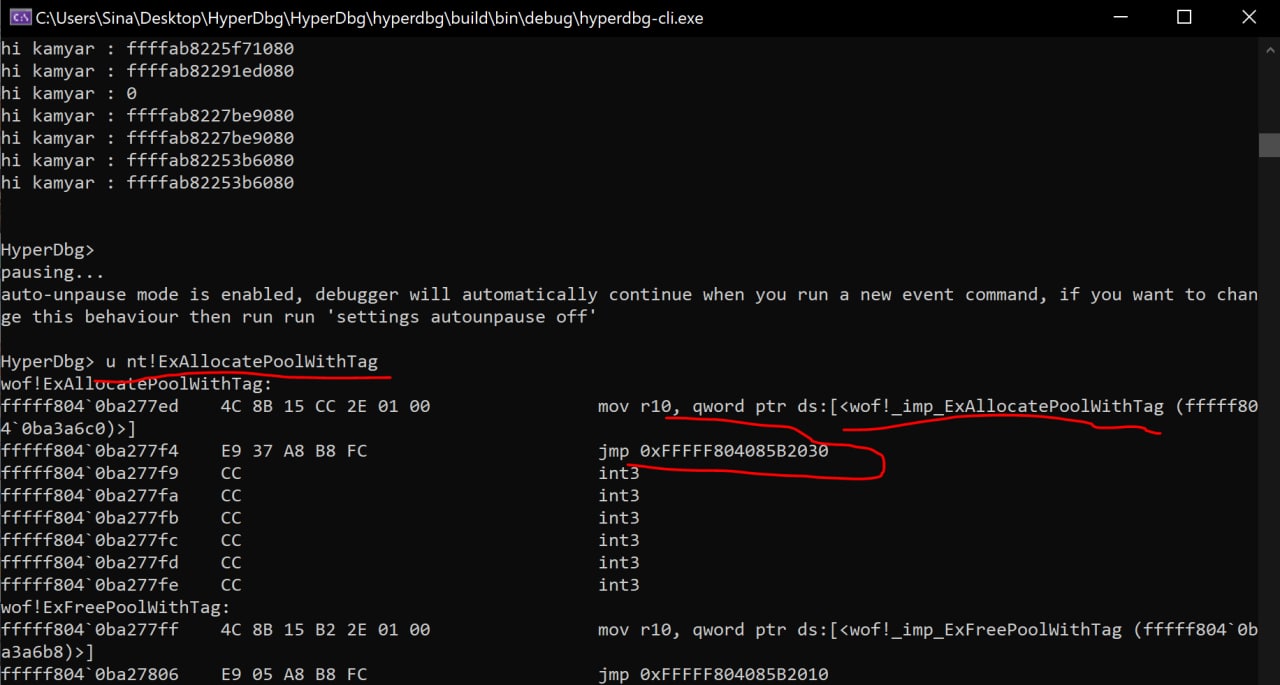 C:\Users\Sina\Desktop\HyperDbg\HyperDbg\hyperdbg\build\bin\debug\hyperdbg-cli.exe
hi kamyar : ffffab8225f71080
hi kamyar : ffffab82291ed080
hi kamyar : 0
hi kamyar : ffffab8227be9080
hi kamyar : ffffab8227be9080
hi kamyar : ffffab82253b6080
hi kamyar : ffffab82253b6080
HyperDbg>
pausing...
auto-unpause mode is enabled, debugger will automatically continue when you run a new event command, if you want to chan
ge this behaviour then run run 'settings autounpause off'
HyperDbg> u nt!ExAllocatePoolWithTag
wof!ExAllocatePoolWithTag:
fffff804`0ba277ed    4C 8B 15 CC 2E 01 00                mov r10, qword ptr ds:[<wof!_imp_ExAllocatePoolWithTag (fffff80
4`0ba3a6c0)>]
fffff804`0ba277f4    E9 37 A8 B8 FC                      jmp 0xFFFFF804085B2030
fffff804`0ba277f9    CC                                  int3
fffff804`0ba277fa    CC                                  int3
fffff804`0ba277fb    CC                                  int3
fffff804`0ba277fc    CC                                  int3
fffff804`0ba277fd    CC                                  int3
fffff804`0ba277fe    CC                                  int3
wof!ExFreePoolWithTag:
fffff804`0ba277ff    4C 8B 15 B2 2E 01 00                mov r10, qword ptr ds:[<wof!_imp_ExFreePoolWithTag (fffff804`0b
a3a6b8)>]
fffff804`0ba27806    E9 05 A8 B8 FC                      jmp 0xFFFFF804085B2010